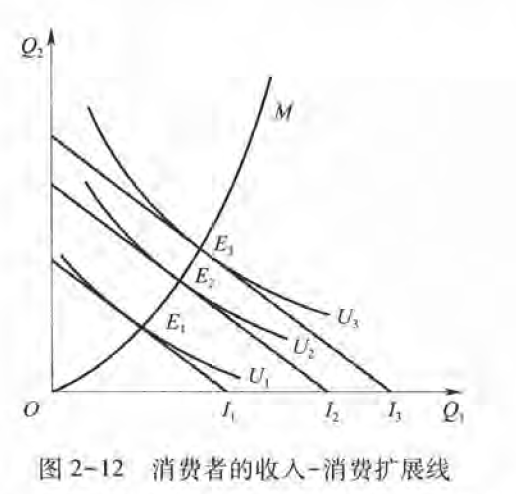 Q₂
M
E₃
E₂
E₁
U₃
U₂
U₁
O
I₁
I₂
I₃
Q₁
图 2-12 消费者的收入-消费扩展线